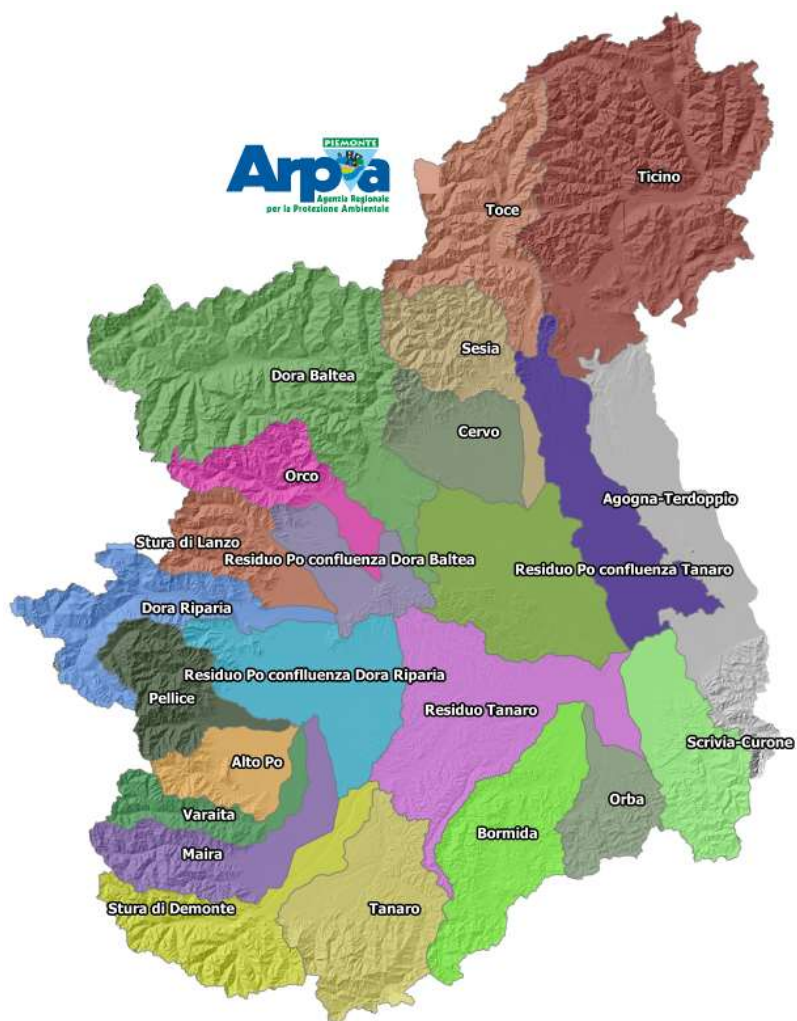 PIEMONTE
Arpa
Agenzia Regionale
per la Protezione Ambientale
Ticino
Toce
Sesia
Dora Baltea
Cervo
Orco
Agogna-Terdoppio
Stura di Lanzo
Residuo Po confluenza Dora Baltea
Residuo Po confluenza Tanaro
Dora Riparia
Residuo Po conflluenza Dora Riparia
Pellice
Residuo Tanaro
Scrivia-Curone
Alto Po
Orba
Varaita
Bormida
Maira
Stura di Demonte
Tanaro